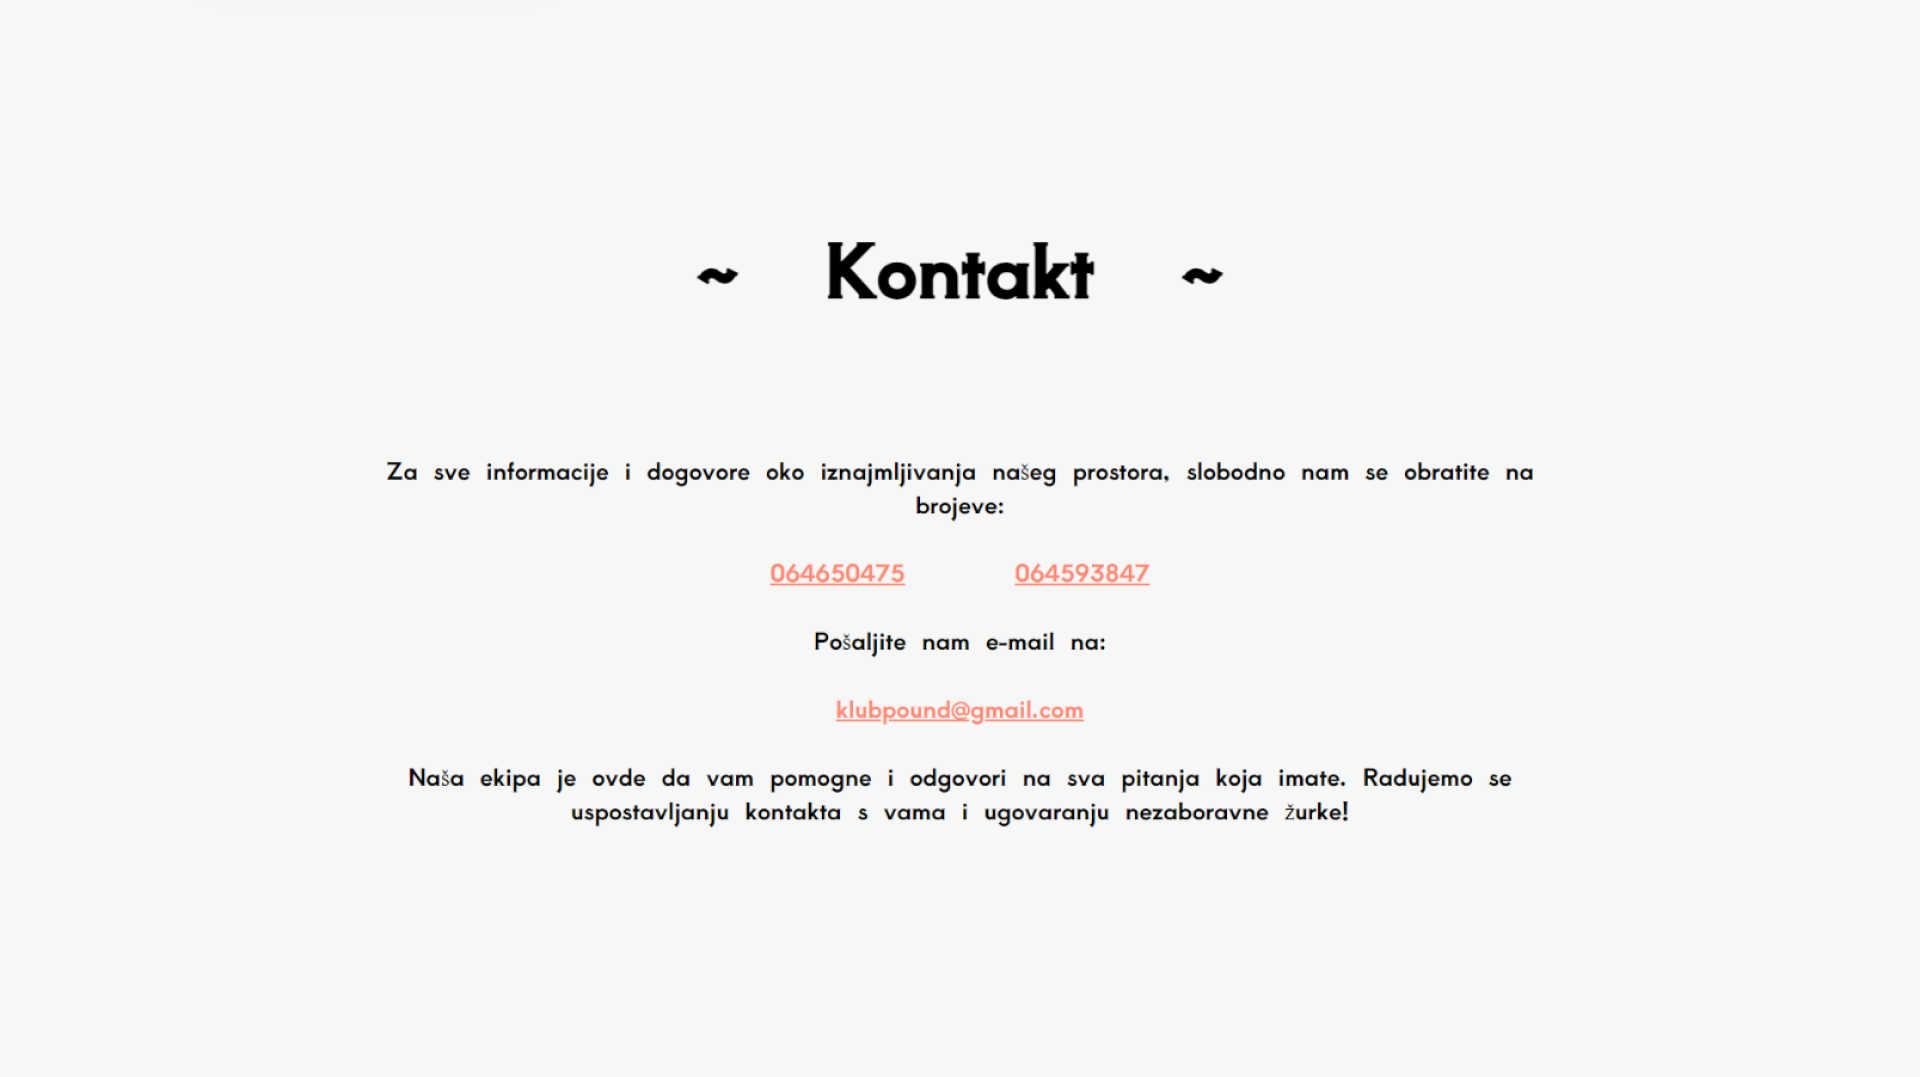 ~ Kontakt ~
Za sve informacije i dogovore oko iznajmljivanja našeg prostora, slobodno nam se obratite na
brojeve:
064650475 064593847
Pošaljite nam e-mail na:
klubpound@gmail.com
Naša ekipa je ovde da vam pomogne i odgovori na sva pitanja koja imate. Radujemo se
uspostavljanju kontakta s vama i ugovaranju nezaboravne žurke!